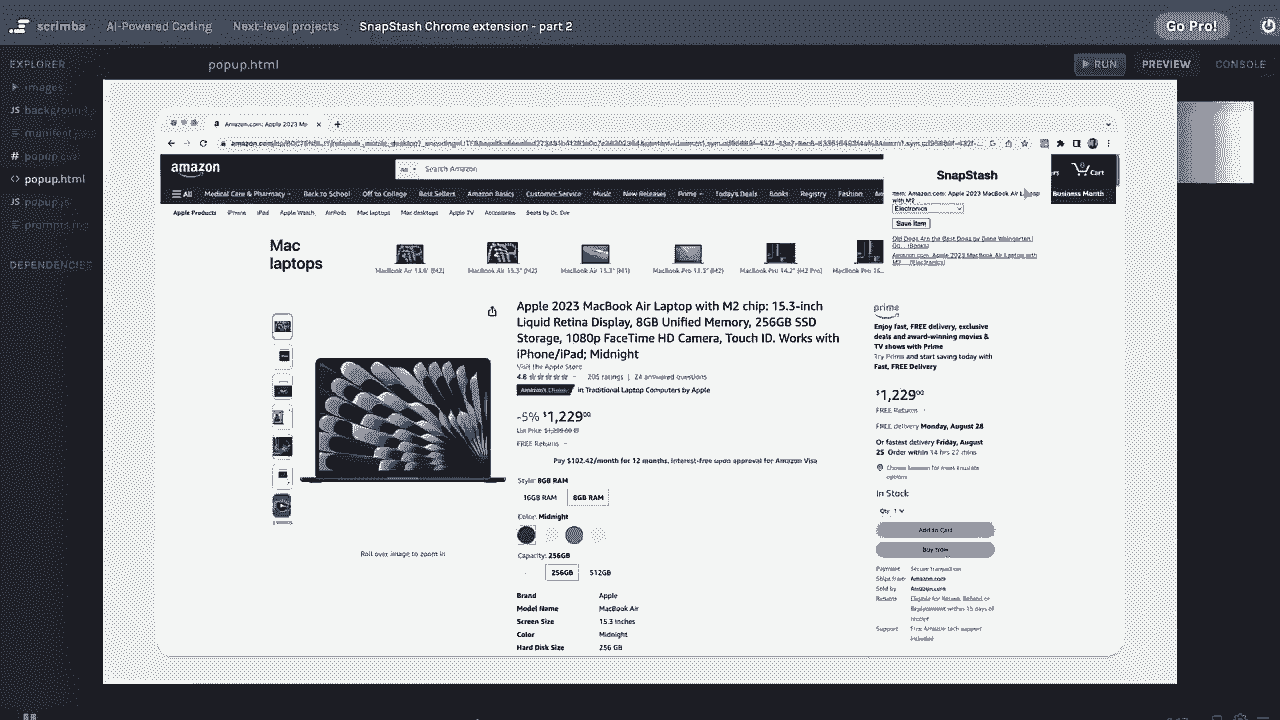 scrimba AI-Powered Coding Next-level projects SnapStash Chrome extension - part 2 Go Pro!
EXPLORER popup.html RUN PREVIEW CONSOLE
images
JS background
manifest
# popup.css
<> popup.html
JS popup.js
prompts
DEPENDENCIES
Amazon.com: Apple 2023 Ma
amazon
All Search Amazon
Cart
All Medical Care & Pharmacy Back to School Off to College Best Sellers Amazon Basics Customer Service Music New Releases Prime Today's Deals Books Registry Fashion
Business Month
Apple Products iPhone iPad Apple Watch AirPods Mac laptops Mac desktops Apple TV Accessories Beats by Dr. Dre
SnapStash
Item: Amazon.com: Apple 2023 MacBook Air Laptop with M2
Electronics
Save Item
Old Dogs Are the Best Dogs by Gene Weingarten |
(Books)
Amazon.com: Apple 2023 MacBook Air Laptop with
M2 (Electronics)
Mac
laptops
MacBook Air 13.6" (M2) MacBook Air 15.3" (M2) MacBook Air 13.3" (M1) MacBook Pro 13.3" (M2) MacBook Pro 14.2" (M2 Pro) MacBook Pro 16...
Apple 2023 MacBook Air Laptop with M2 chip: 15.3-inch
Liquid Retina Display, 8GB Unified Memory, 256GB SSD
Storage, 1080p FaceTime HD Camera, Touch ID. Works with
iPhone/iPad; Midnight
Visit the Apple Store
4.8 205 ratings | 24 answered questions
Amazon's Choice in Traditional Laptop Computers by Apple
-5% $1,22900
List Price: $1,299.00
FREE Returns
Pay $102.42/month for 12 months, interest-free upon approval for Amazon Visa
Style: 8GB RAM
16GB RAM 8GB RAM
Color: Midnight
Capacity: 256GB
256GB 512GB
Brand Apple
Model Name MacBook Air
Screen Size 15.3 Inches
Color Midnight
Hard Disk Size 256 GB
Roll over image to zoom in
prime
Enjoy fast, FREE delivery, exclusive
deals and award-winning movies &
TV shows with Prime
Try Prime and start saving today with
Fast, FREE Delivery
$1,22900
FREE Returns
FREE delivery Monday, August 28
Or fastest delivery Friday, August
25. Order within 14 hrs 22 mins
In Stock
Qty: 1
Add to Cart
Buy Now
Payment Secure transaction
Ships from Amazon.com
Sold by Amazon.com
Returns Eligible for Return, Refund or
Replacement within 15 days of
receipt
Support Free Amazon tech support
included